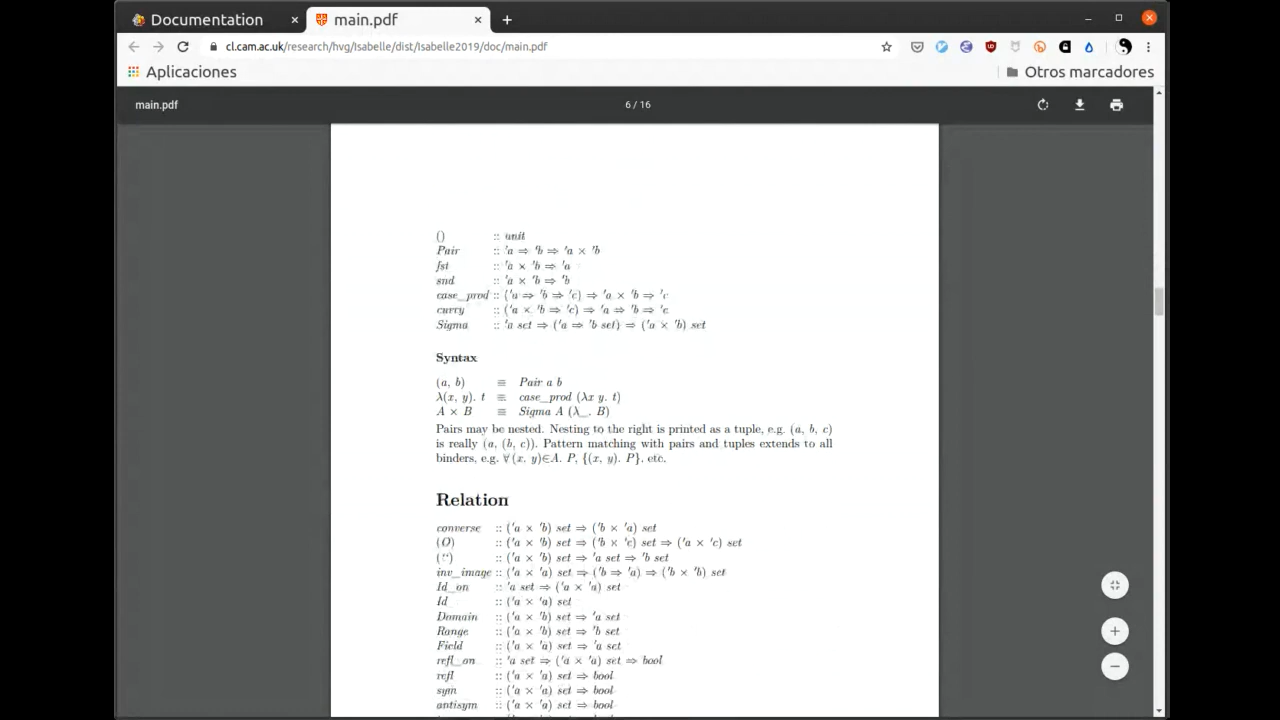 Documentation
main.pdf
cl.cam.ac.uk/research/hvg/Isabelle/dist/Isabelle2019/doc/main.pdf
Aplicaciones
Otros marcadores
main.pdf
6 / 16
() :: unit
Pair :: 'a ⇒ 'b ⇒ 'a × 'b
fst :: 'a × 'b ⇒ 'a
snd :: 'a × 'b ⇒ 'b
case_prod :: ('a ⇒ 'b ⇒ 'c) ⇒ 'a × 'b ⇒ 'c
curry :: ('a × 'b ⇒ 'c) ⇒ 'a ⇒ 'b ⇒ 'c
Sigma :: 'a set ⇒ ('a ⇒ 'b set) ⇒ ('a × 'b) set
Syntax
(a, b) ≡ Pair a b
λ(x, y). t ≡ case_prod (λx y. t)
A × B ≡ Sigma A (λ_. B)
Pairs may be nested. Nesting to the right is printed as a tuple, e.g. (a, b, c)
is really (a, (b, c)). Pattern matching with pairs and tuples extends to all
binders, e.g. ∀(x, y)∈A. P, {(x, y). P}, etc.
Relation
converse :: ('a × 'b) set ⇒ ('b × 'a) set
(O) :: ('a × 'b) set ⇒ ('b × 'c) set ⇒ ('a × 'c) set
(``) :: ('a × 'b) set ⇒ 'a set ⇒ 'b set
inv_image :: ('a × 'a) set ⇒ ('b ⇒ 'a) ⇒ ('b × 'b) set
Id_on :: 'a set ⇒ ('a × 'a) set
Id :: ('a × 'a) set
Domain :: ('a × 'b) set ⇒ 'a set
Range :: ('a × 'b) set ⇒ 'b set
Field :: ('a × 'a) set ⇒ 'a set
refl_on :: 'a set ⇒ ('a × 'a) set ⇒ bool
refl :: ('a × 'a) set ⇒ bool
sym :: ('a × 'a) set ⇒ bool
antisym :: ('a × 'a) set ⇒ bool